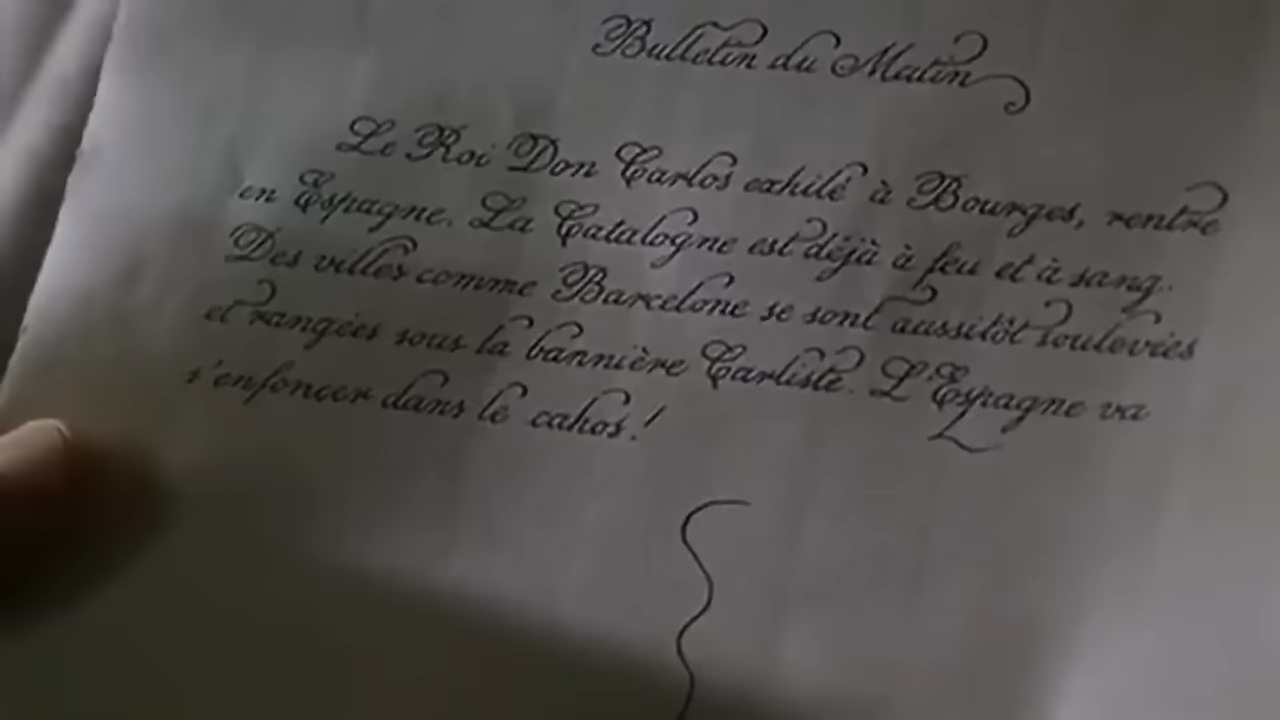 Bulletin du Matin
Le Roi Don Carlos exhilé à Bourges, rentre
en Espagne. La Catalogne est déjà à feu et à sang.
Des villes comme Barcelone se sont aussitôt soulevées
et rangées sous la bannière Carliste. L'Espagne va
s'enfoncer dans le cahos!